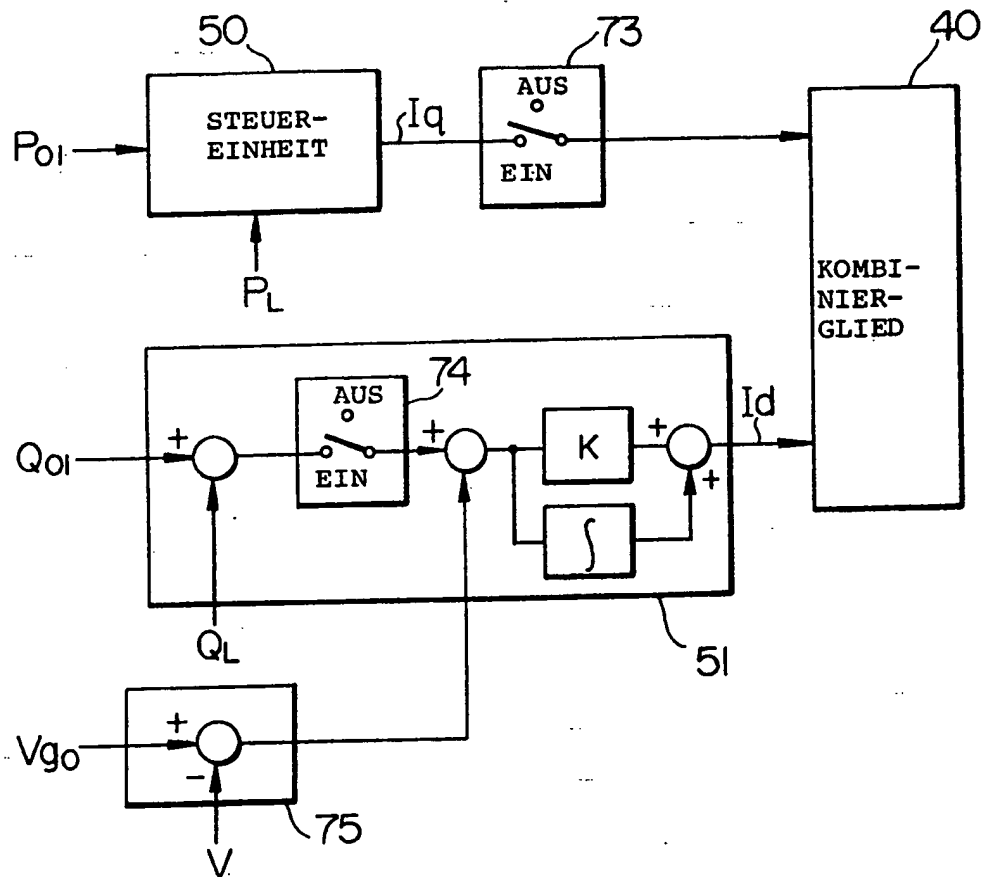 50
73
40
STEUER-
EINHEIT
Iq
AUS
EIN
P01
PL
KOMBI-
NIER-
GLIED
74
AUS
EIN
Q01
+
+
K
+
+
∫
Id
QL
51
Vg0
+
-
V
75